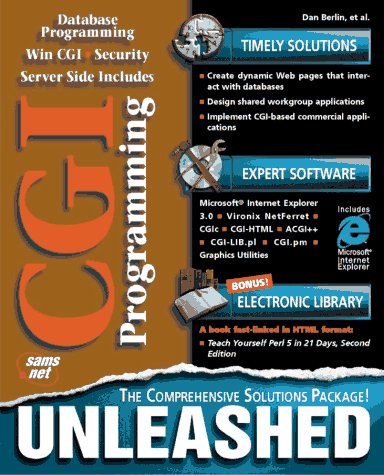 Database
Programming
Win CGI • Security
Server Side Includes
CGI
Programming
sams
.net
Dan Berlin, et al.
TIMELY SOLUTIONS
■ Create dynamic Web pages that inter-
act with databases
■ Design shared workgroup applications
■ Implement CGI-based commercial appli-
cations
EXPERT SOFTWARE
Microsoft® Internet Explorer
3.0 ■ Vironix NetFerret ■
CGIc ■ CGI-HTML ■ ACGI++
■ CGI-LIB.pl ■ CGI.pm ■
Graphics Utilities
Includes
Microsoft®
Internet
Explorer
BONUS!
ELECTRONIC LIBRARY
A book fast-linked in HTML format:
■ Teach Yourself Perl 5 in 21 Days, Second
Edition
THE COMPREHENSIVE SOLUTIONS PACKAGE!
UNLEASHED